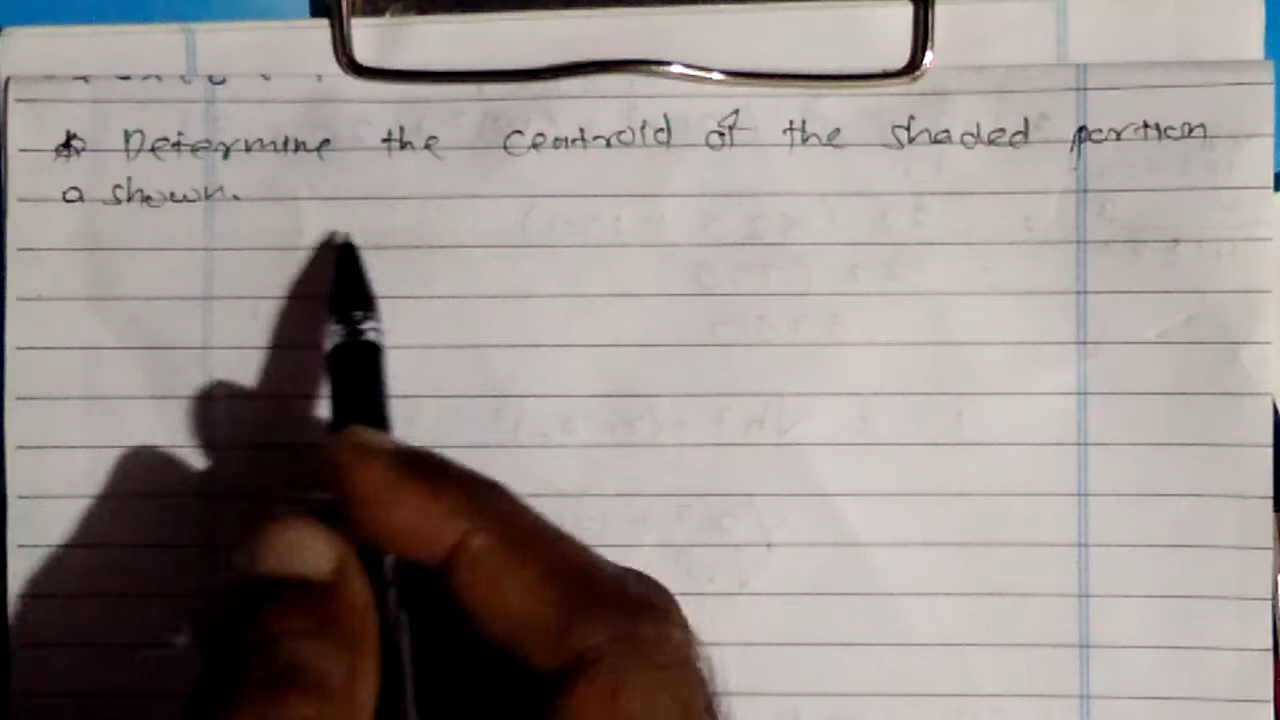 Determine the centroid of the shaded portion
a shown.